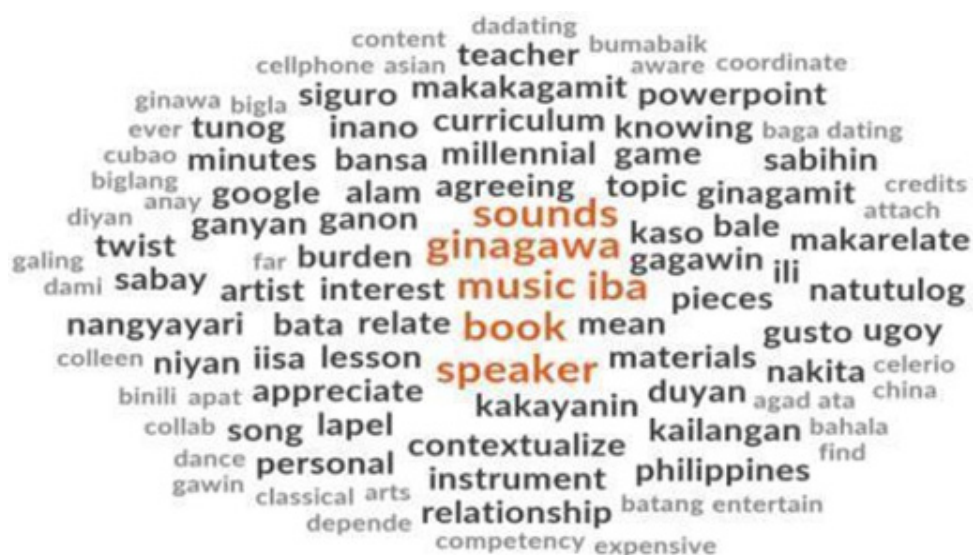 dadating
content teacher bumabaik
cellphone asian aware coordinate
ginawa bigla siguro makakagamit powerpoint
ever tunog inano curriculum knowing baga dating
cubao minutes bansa millennial game sabihin
biglang google alam agreeing topic ginagamit credits
anay attach
diyan ganyan ganon sounds kaso bale makarelate
twist ginagawa
galing far burden gagawin ili
dami sabay artist interest music iba pieces natutulog
nangyayari bata relate book mean gusto ugoy
colleen niyan iisa lesson speaker materials nakita celerio
binili apat appreciate kakayanin duyan agad ata china
collab song lapel contextualize kailangan bahala
dance personal instrument philippines find
gawin classical arts relationship batang entertain
depende competency expensive